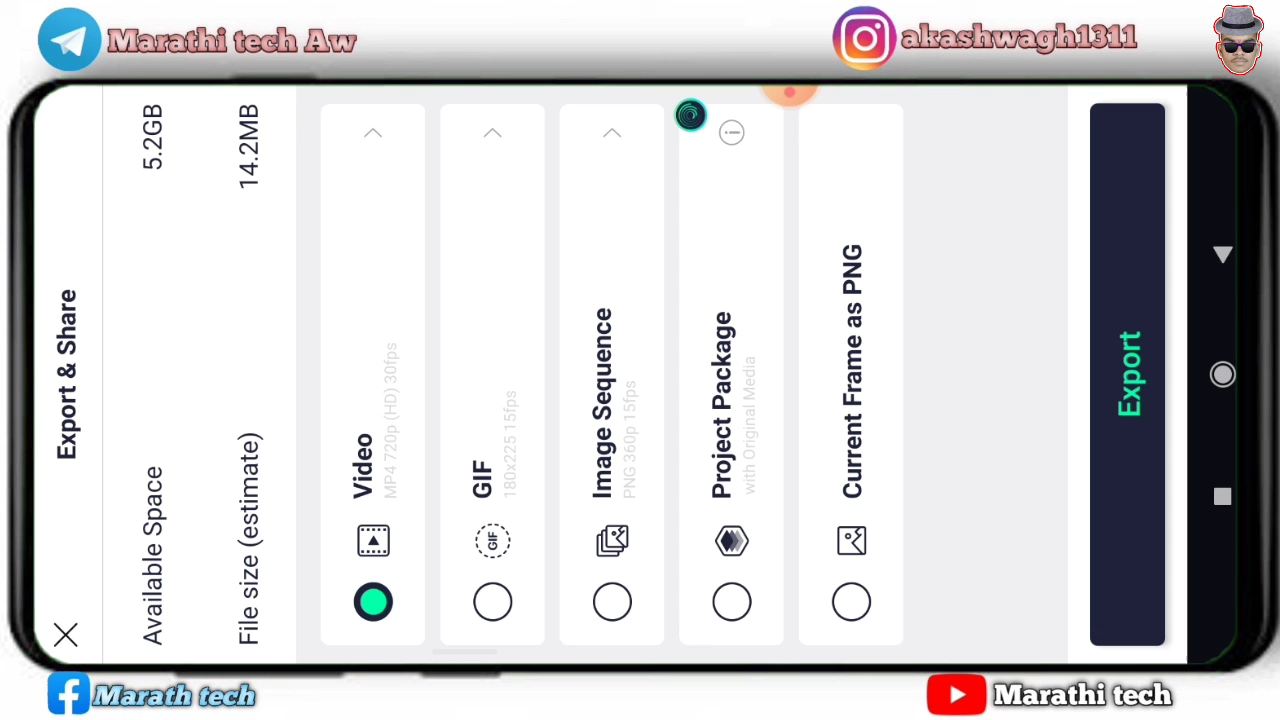 Marathi tech Aw
akashwagh1311
Export & Share
Available Space 5.2GB
File size (estimate) 14.2MB
Video
MP4 720p (HD) 30fps
GIF
GIF
180x225 15fps
Image Sequence
PNG 360p 15fps
Project Package
with Original Media
Current Frame as PNG
Export
Marath tech
Marathi tech